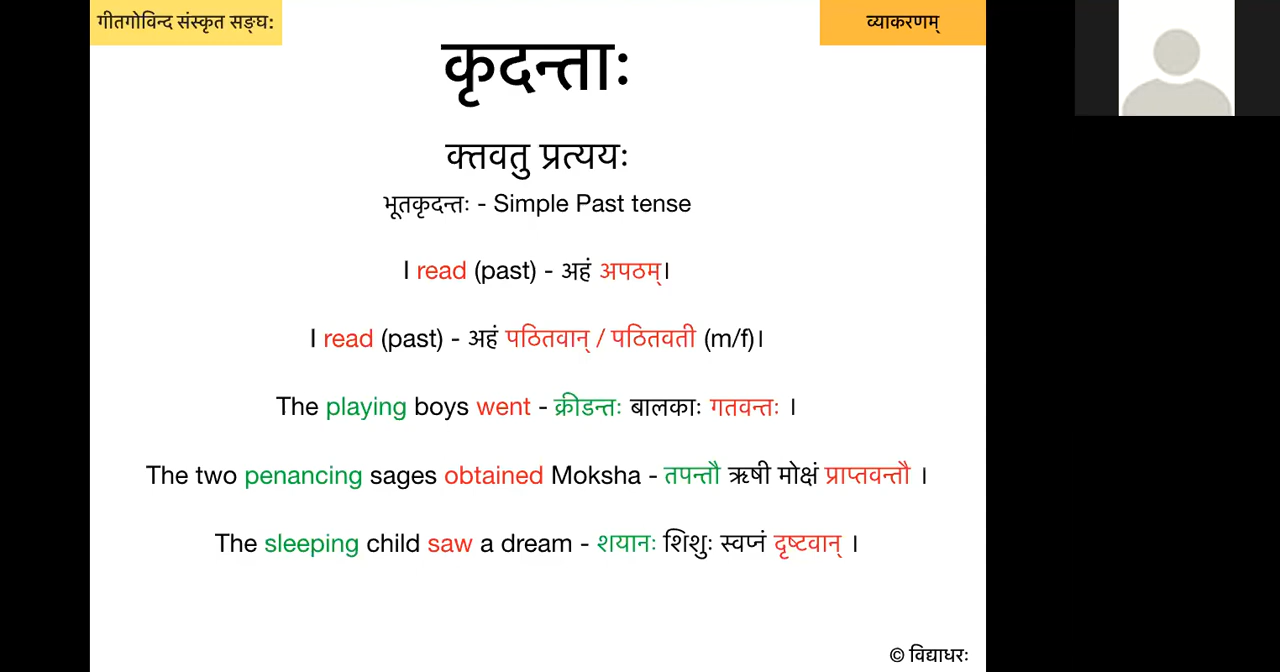 गीतगोविन्द संस्कृत सङ्घः
व्याकरणम्
कृदन्ताः
क्तवतु प्रत्ययः
भूतकृदन्तः - Simple Past tense
I read (past) - अहं अपठम्।
I read (past) - अहं पठितवान् / पठितवती (m/f)।
The playing boys went - क्रीडन्तः बालकाः गतवन्तः ।
The two penancing sages obtained Moksha - तपन्तौ ऋषी मोक्षं प्राप्तवन्तौ ।
The sleeping child saw a dream - शयानः शिशुः स्वप्नं दृष्टवान् ।
© विद्याधरः